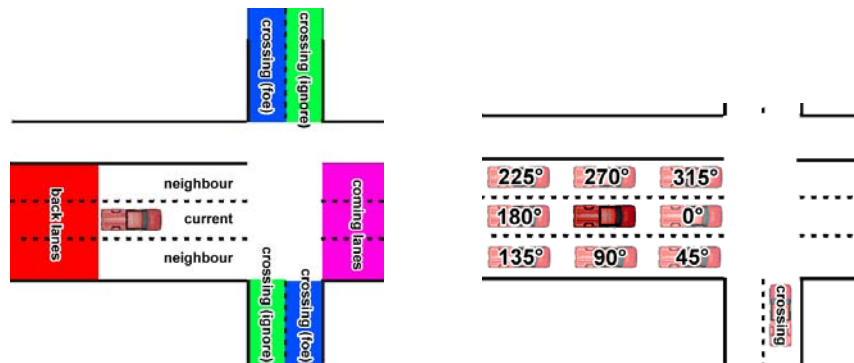 crossing (foe)
crossing (ignore)
back lanes
neighbour
current
neighbour
coming lanes
crossing (ignore)
crossing (foe)
225° 270° 315°
180° 0°
135° 90° 45°
crossing